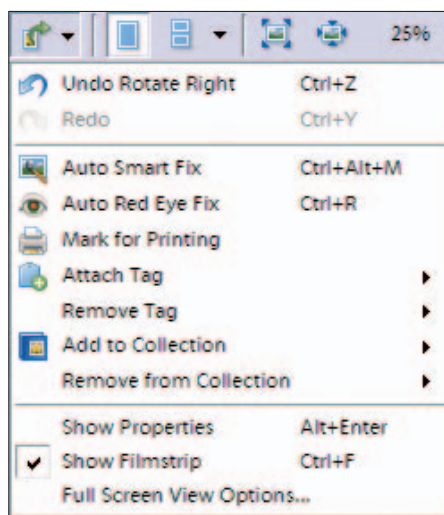 25%
Undo Rotate Right Ctrl+Z
Redo Ctrl+Y
Auto Smart Fix Ctrl+Alt+M
Auto Red Eye Fix Ctrl+R
Mark for Printing
Attach Tag
Remove Tag
Add to Collection
Remove from Collection
Show Properties Alt+Enter
Show Filmstrip Ctrl+F
Full Screen View Options...